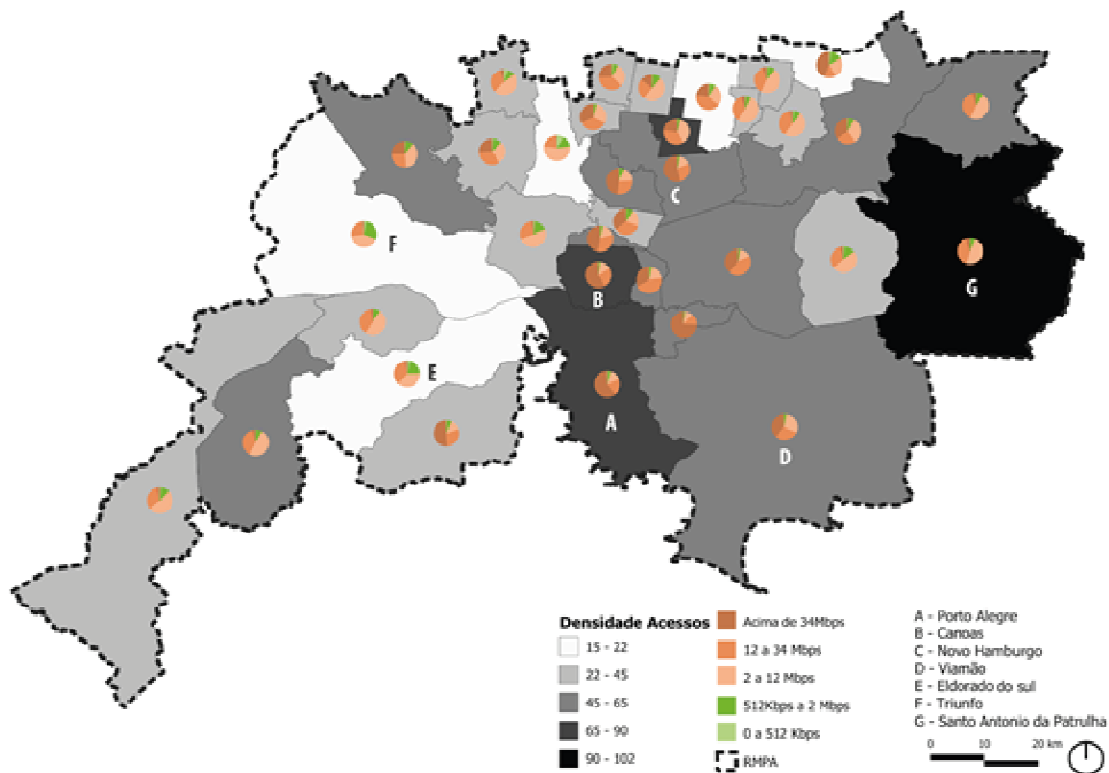 F
C
B
G
E
A
D
Densidade Acessos
15 - 22
22 - 45
45 - 65
65 - 90
90 - 102
Acima de 34Mbps
12 a 34 Mbps
2 a 12 Mbps
512Kbps a 2 Mbps
0 a 512 Kbps
RMPA
A - Porto Alegre
B - Canoas
C - Novo Hamburgo
D - Viamão
E - Eldorado do sul
F - Triunfo
G - Santo Antonio da Patrulha
0 10 20 km